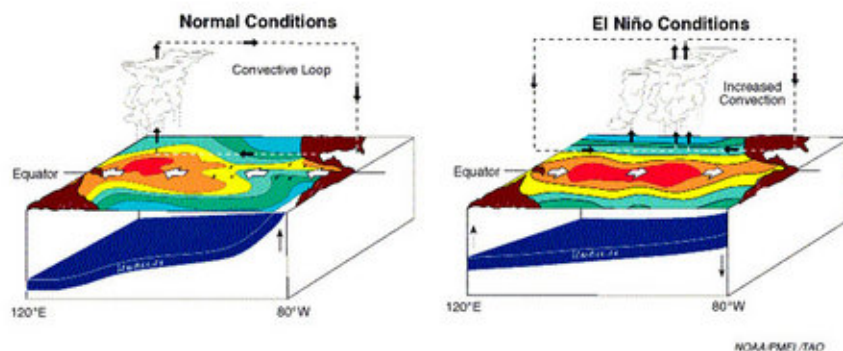 Normal Conditions
Convective Loop
Equator
120°E
80°W
El Niño Conditions
Increased
Convection
Equator
120°E
80°W
NOAA/PMEL/TAO